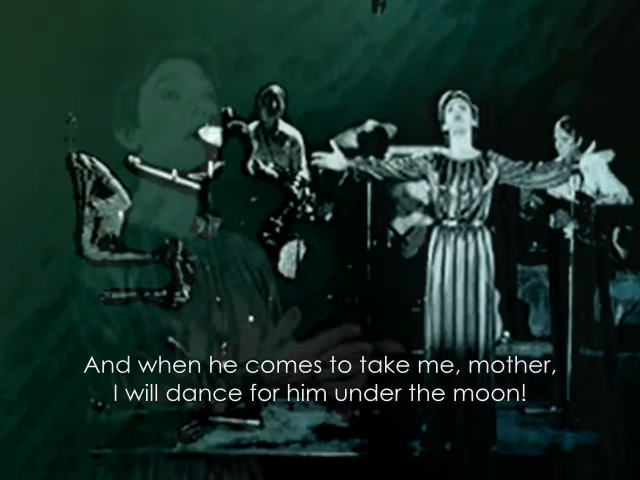 And when he comes to take me, mother,
I will dance for him under the moon!